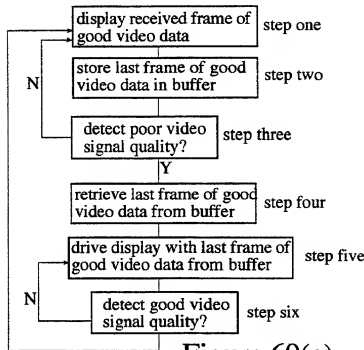 display received frame of
good video data
step one
store last frame of good
video data in buffer
step two
N
detect poor video
signal quality?
step three
Y
retrieve last frame of good
video data from buffer
step four
drive display with last frame of
good video data from buffer
step five
N
detect good video
signal quality?
step six